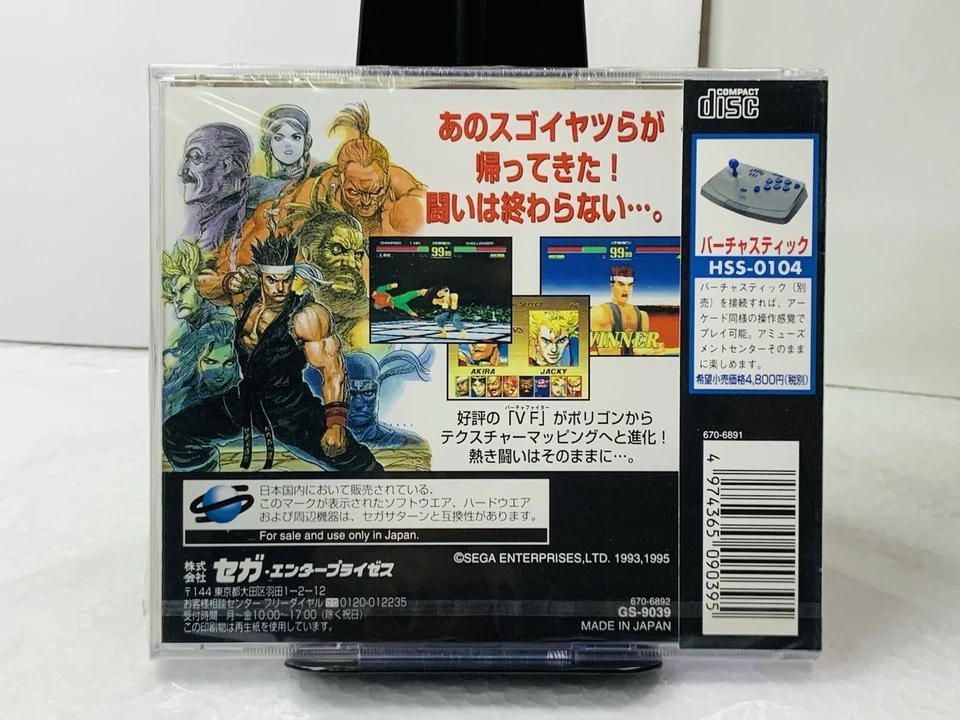 あのスゴイヤツらが
帰ってきた!
闘いは終わらない…。
CHAMPION
CHALLENGER
99
99
WINNER
SELECT
VS
AKIRA
JACKY
バーチャファイター
好評の「VF」がポリゴンから
テクスチャーマッピングへと進化!
熱き闘いはそのままに…。
日本国内において販売されている、
このマークが表示されたソフトウエア、ハードウエア
および周辺機器は、セガサターンと互換性があります。
For sale and use only in Japan.
©SEGA ENTERPRISES,LTD. 1993,1995
株式会社 セガ・エンタープライゼス
〒144 東京都大田区羽田1-2-12
お客様相談センター フリーダイヤル 0120-012235
受付時間 月〜金10:00〜17:00(除く祝日)
この印刷物は再生紙を使用しています。
670-6892
GS-9039
MADE IN JAPAN
COMPACT
disc
バーチャスティック
HSS-0104
バーチャスティック(別
売)を接続すれば、アー
ケード同様の操作感覚で
プレイ可能。アミューズ
メントセンターそのまま
に楽しめます。
希望小売価格4,800円(税別)
670-6891
4 974365 090395